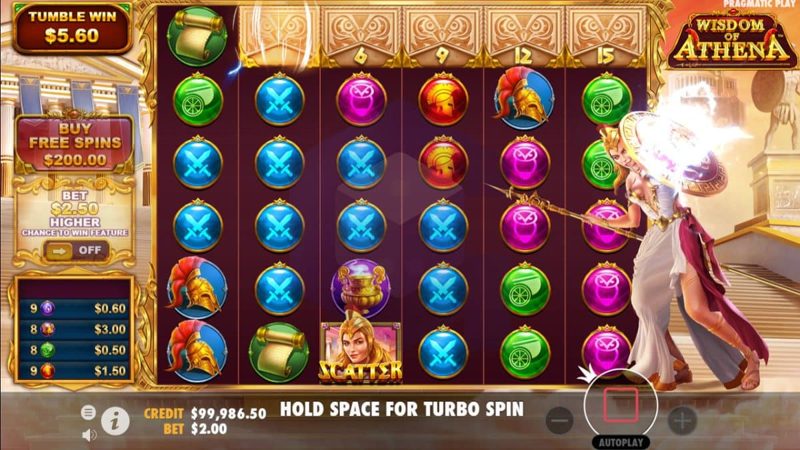 TUMBLE WIN
$5.60
PRAGMATIC PLAY
WISDOM
OF
ATHENA™
6
9
12
15
BUY
FREE SPINS
$200.00
BET
$2.50
HIGHER
CHANCE TO WIN FEATURE
OFF
9 $0.60
8 $3.00
8 $0.50
9 $1.50
SCATTER
CREDIT $99,986.50
BET $2.00
HOLD SPACE FOR TURBO SPIN
AUTOPLAY